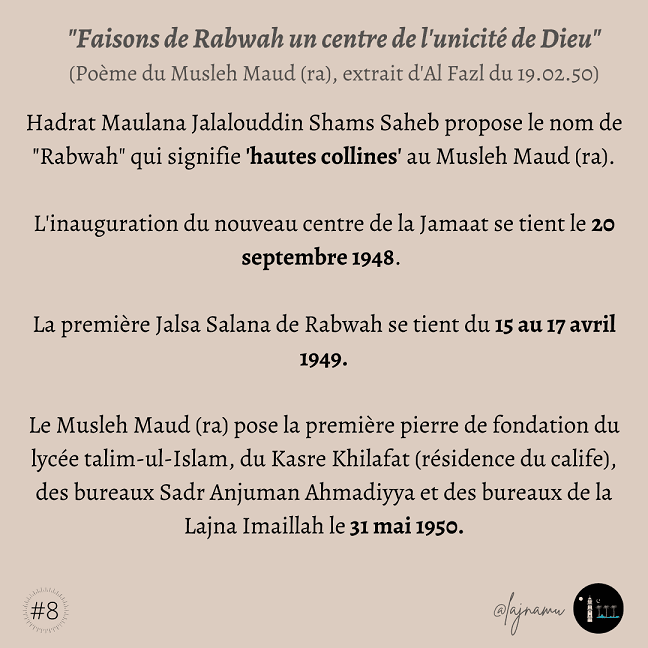 "Faisons de Rabwah un centre de l'unicité de Dieu"
(Poème du Musleh Maud (ra), extrait d'Al Fazl du 19.02.50)
Hadrat Maulana Jalalouddin Shams Saheb propose le nom de
"Rabwah" qui signifie 'hautes collines' au Musleh Maud (ra).
L'inauguration du nouveau centre de la Jamaat se tient le 20
septembre 1948.
La première Jalsa Salana de Rabwah se tient du 15 au 17 avril
1949.
Le Musleh Maud (ra) pose la première pierre de fondation du
lycée talim-ul-Islam, du Kasre Khilafat (résidence du calife),
des bureaux Sadr Anjuman Ahmadiyya et des bureaux de la
Lajna Imaillah le 31 mai 1950.
#8
@lajnamu